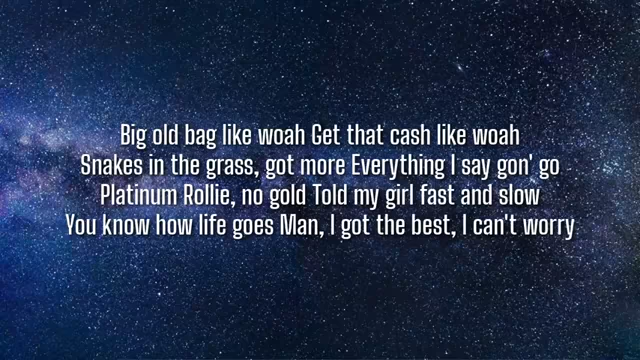 Big old bag like woah Get that cash like woah
Snakes in the grass, got more Everything I say gon' go
Platinum Rollie, no gold Told my girl fast and slow
You know how life goes Man, I got the best, I can't worry